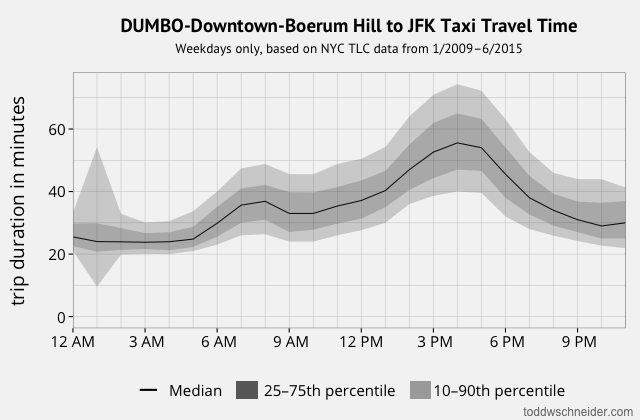 DUMBO-Downtown-Boerum Hill to JFK Taxi Travel Time
Weekdays only, based on NYC TLC data from 1/2009–6/2015
trip duration in minutes
60
40
20
0
12 AM 3 AM 6 AM 9 AM 12 PM 3 PM 6 PM 9 PM
Median 25–75th percentile 10–90th percentile
toddwschneider.com